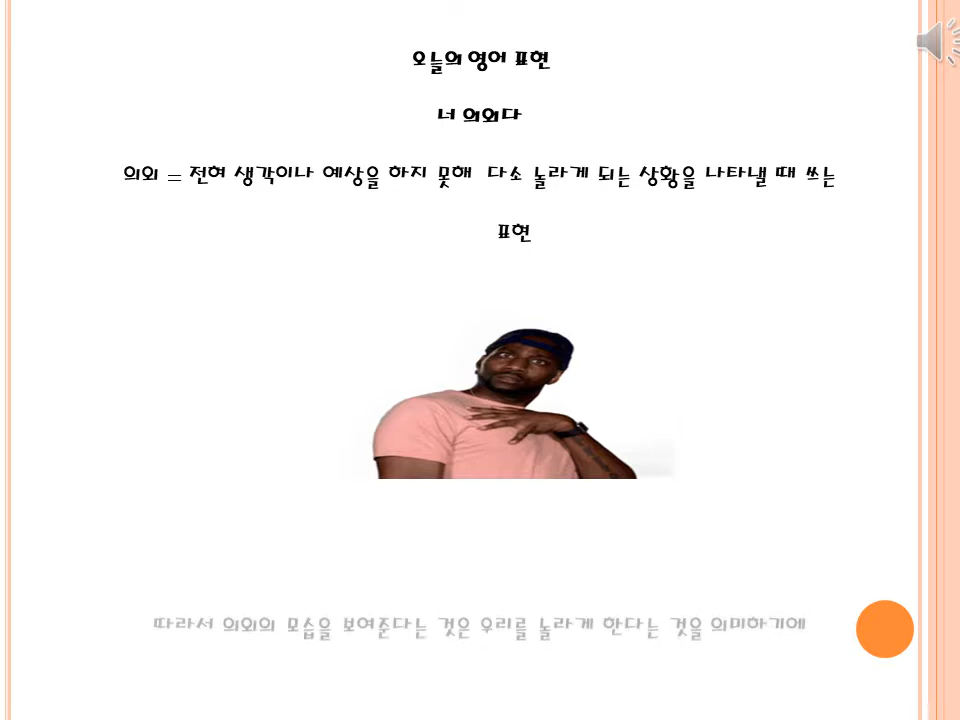 오늘의 영어 표현
너 의외다
의외 = 전혀 생각이나 예상을 하지 못해 다소 놀라게 되는 상황을 나타낼 때 쓰는
표현
따라서 의외의 모습을 보여준다는 것은 우리를 놀라게 한다는 것을 의미하기에